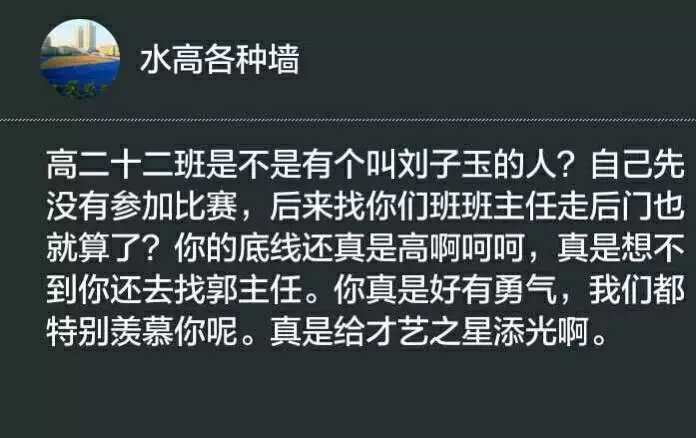 水高各种墙
高二十二班是不是有个叫刘子玉的人？自己先
没有参加比赛，后来找你们班班主任走后门也
就算了？你的底线还真是高啊呵呵，真是想不
到你还去找郭主任。你真是好有勇气，我们都
特别羡慕你呢。真是给才艺之星添光啊。